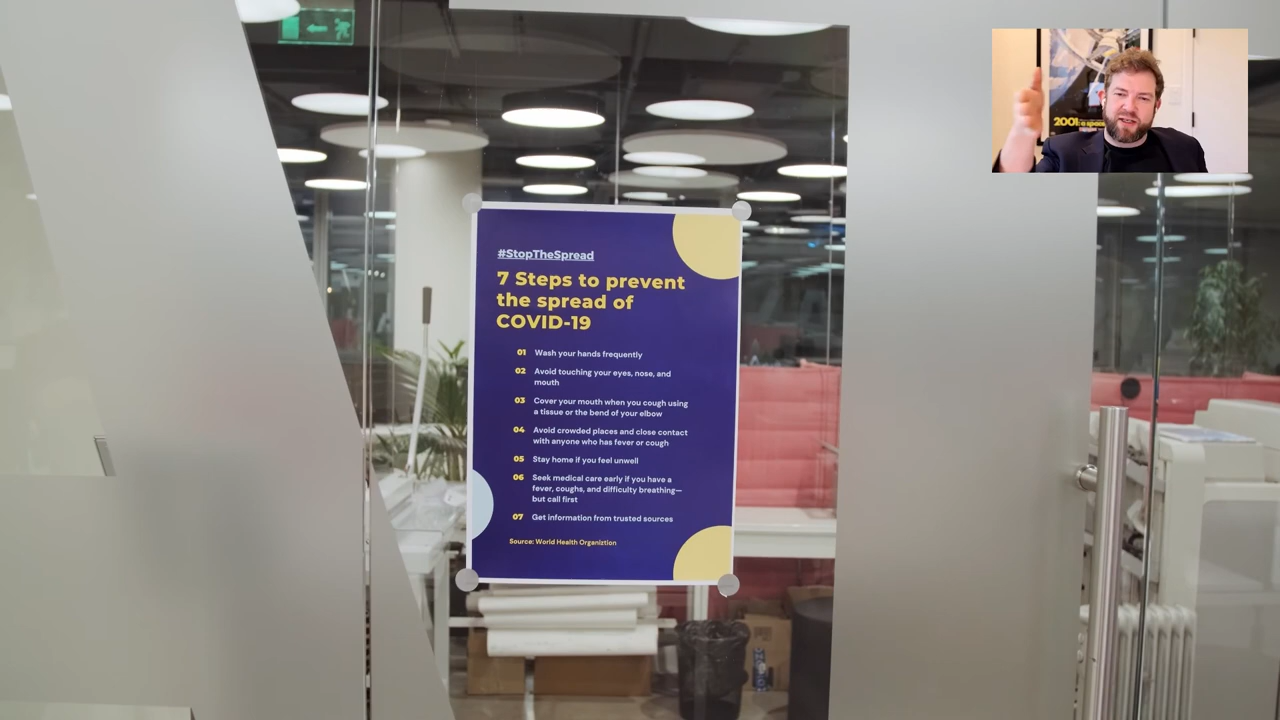 #StopTheSpread
7 Steps to prevent
the spread of
COVID-19
01 Wash your hands frequently
02 Avoid touching your eyes, nose, and
mouth
03 Cover your mouth when you cough using
a tissue or the bend of your elbow
04 Avoid crowded places and close contact
with anyone who has fever or cough
05 Stay home if you feel unwell
06 Seek medical care early if you have a
fever, coughs, and difficulty breathing—
but call first
07 Get information from trusted sources
Source: World Health Organiztion
2001: a space